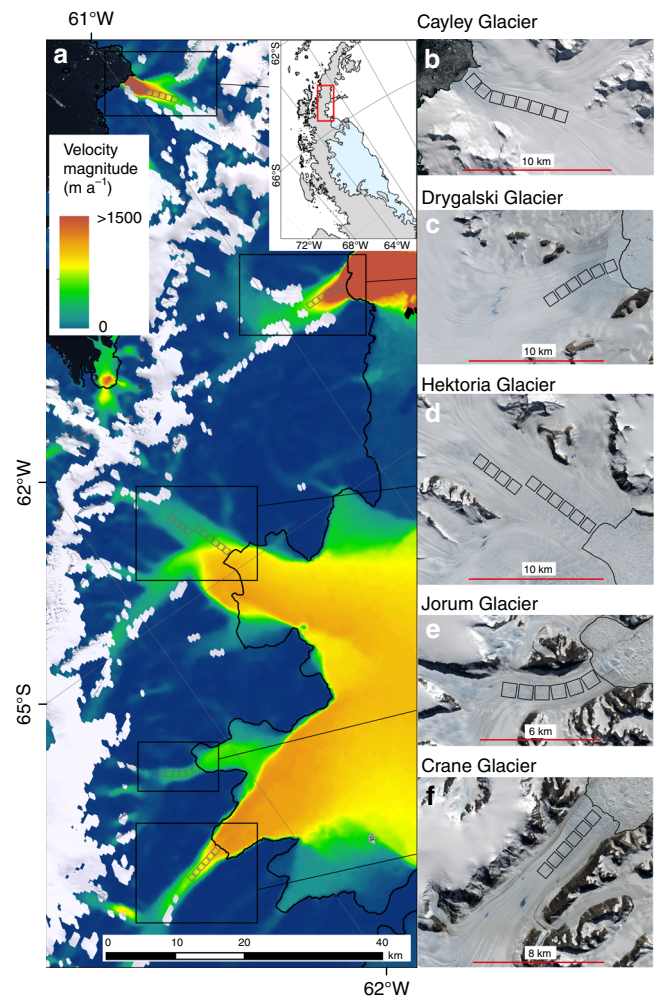 61°W
a
Velocity
magnitude
(m a⁻¹)
>1500
0
62°S
66°S
72°W
68°W
64°W
62°W
65°S
0
10
20
40
km
62°W
Cayley Glacier
b
10 km
Drygalski Glacier
c
10 km
Hektoria Glacier
d
10 km
Jorum Glacier
e
6 km
Crane Glacier
f
8 km